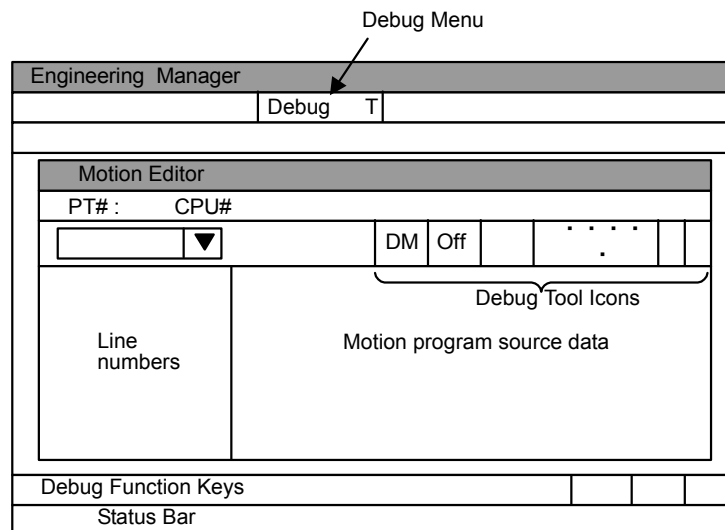 Debug Menu
Engineering Manager
Debug T
Motion Editor
PT# : CPU#
DM Off . . . . .
Debug Tool Icons
Line
numbers
Motion program source data
Debug Function Keys
Status Bar